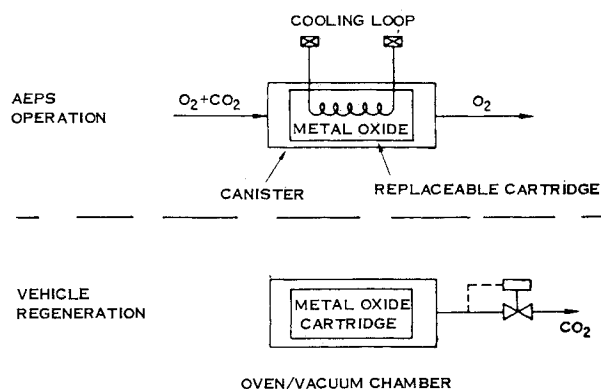 COOLING LOOP
AEPS
OPERATION
O2+CO2
O2
METAL OXIDE
CANISTER
REPLACEABLE CARTRIDGE
VEHICLE
REGENERATION
METAL OXIDE
CARTRIDGE
CO2
OVEN/VACUUM CHAMBER